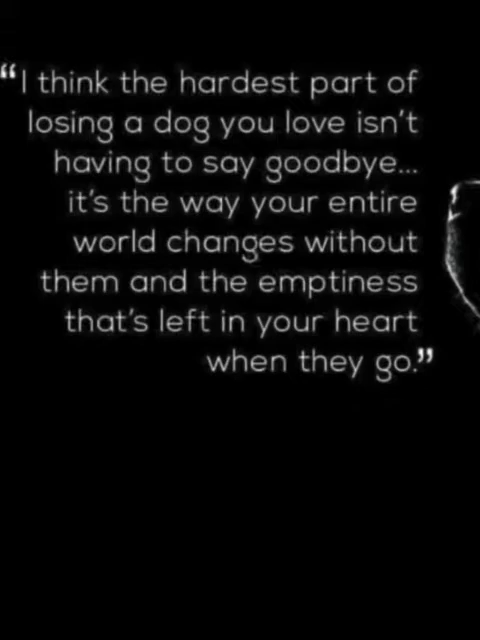 “I think the hardest part of
losing a dog you love isn’t
having to say goodbye...
it’s the way your entire
world changes without
them and the emptiness
that’s left in your heart
when they go.”